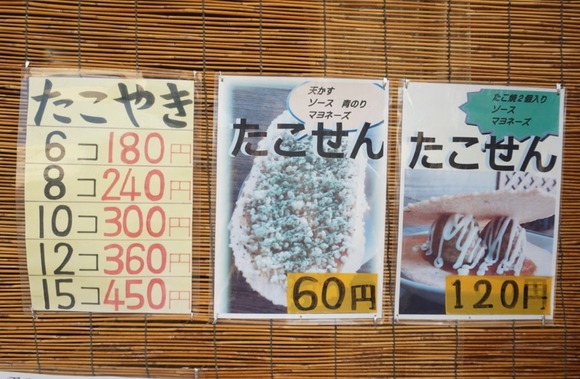 たこやき
6コ180円
8コ240円
10コ300円
12コ360円
15コ450円
天かす
ソース 青のり
マヨネーズ
たこせん
60円
たこ焼2個入り
ソース
マヨネーズ
たこせん
120円